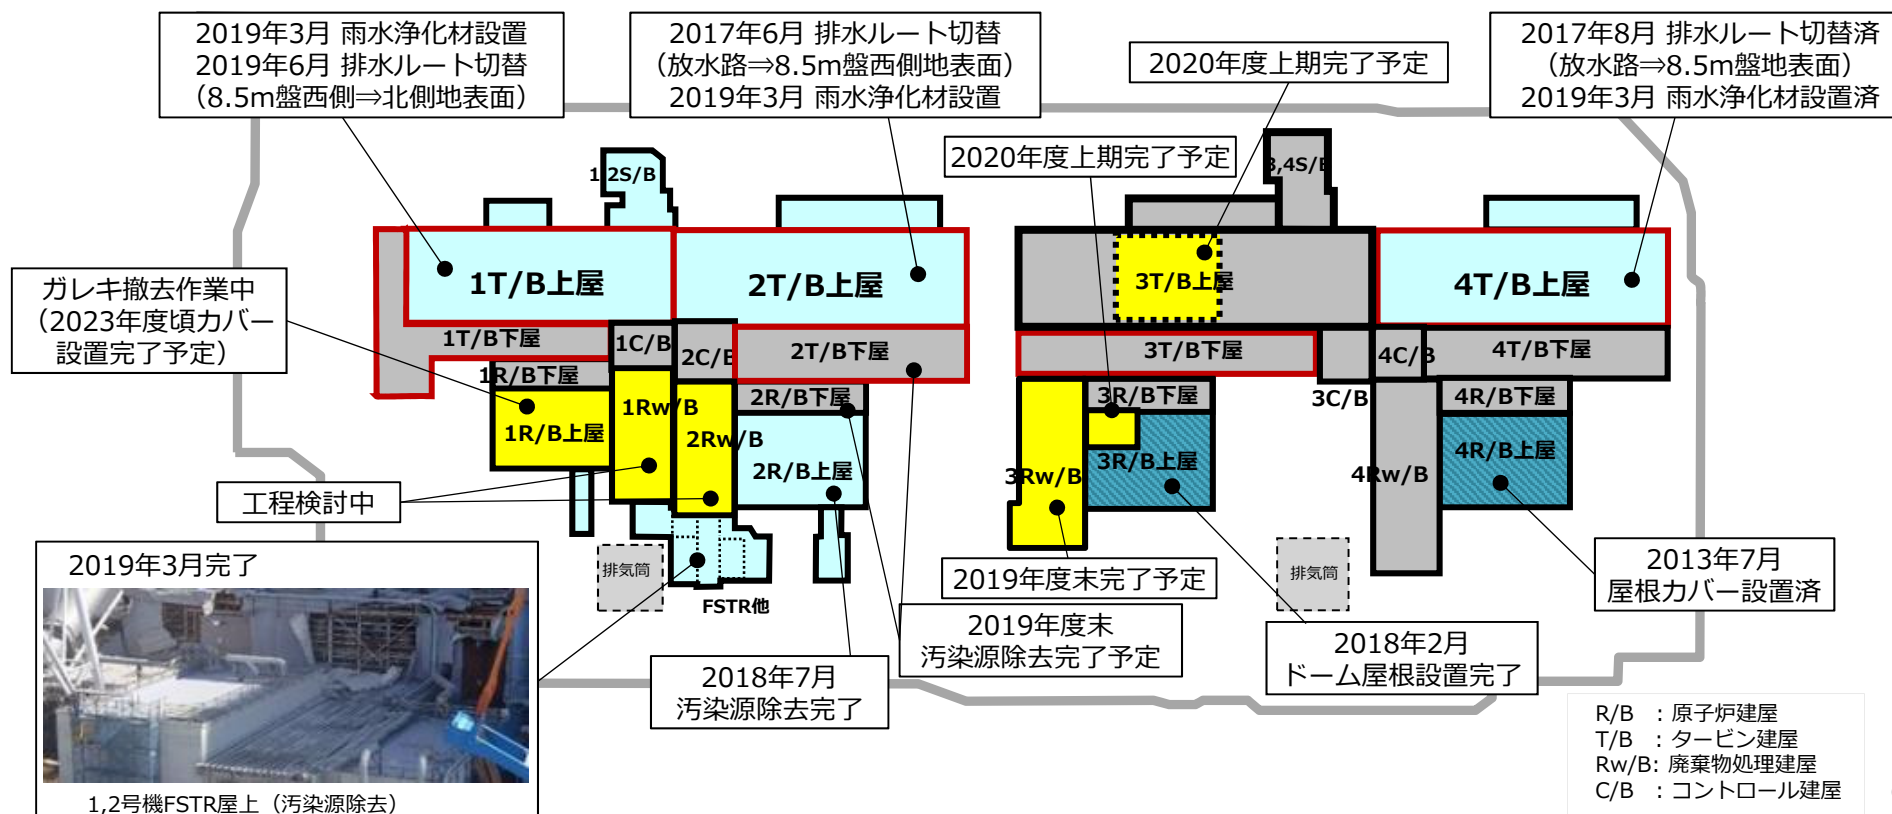 2019年3月 雨水浄化材設置
2019年6月 排水ルート切替
（8.5m盤西側⇒北側地表面）
2017年6月 排水ルート切替
（放水路⇒8.5m盤西側地表面）
2019年3月 雨水浄化材設置
2020年度上期完了予定
2017年8月 排水ルート切替済
（放水路⇒8.5m盤地表面）
2019年3月 雨水浄化材設置済
2020年度上期完了予定
1,2S/B
3,4S/B
1T/B上屋
2T/B上屋
3T/B上屋
4T/B上屋
ガレキ撤去作業中
（2023年度頃カバー
設置完了予定）
1T/B下屋
1C/B
2C/B
2T/B下屋
3T/B下屋
4C/B
4T/B下屋
1R/B下屋
2R/B下屋
3R/B下屋
3C/B
4R/B下屋
1Rw/B
1R/B上屋
2Rw/B
2R/B上屋
3Rw/B
3R/B上屋
4Rw/B
4R/B上屋
工程検討中
2019年3月完了
排気筒
FSTR他
2019年度末完了予定
排気筒
2013年7月
屋根カバー設置済
2019年度末
汚染源除去完了予定
2018年2月
ドーム屋根設置完了
2018年7月
汚染源除去完了
1,2号機FSTR屋上（汚染源除去）
R/B ：原子炉建屋
T/B ：タービン建屋
Rw/B: 廃棄物処理建屋
C/B ：コントロール建屋